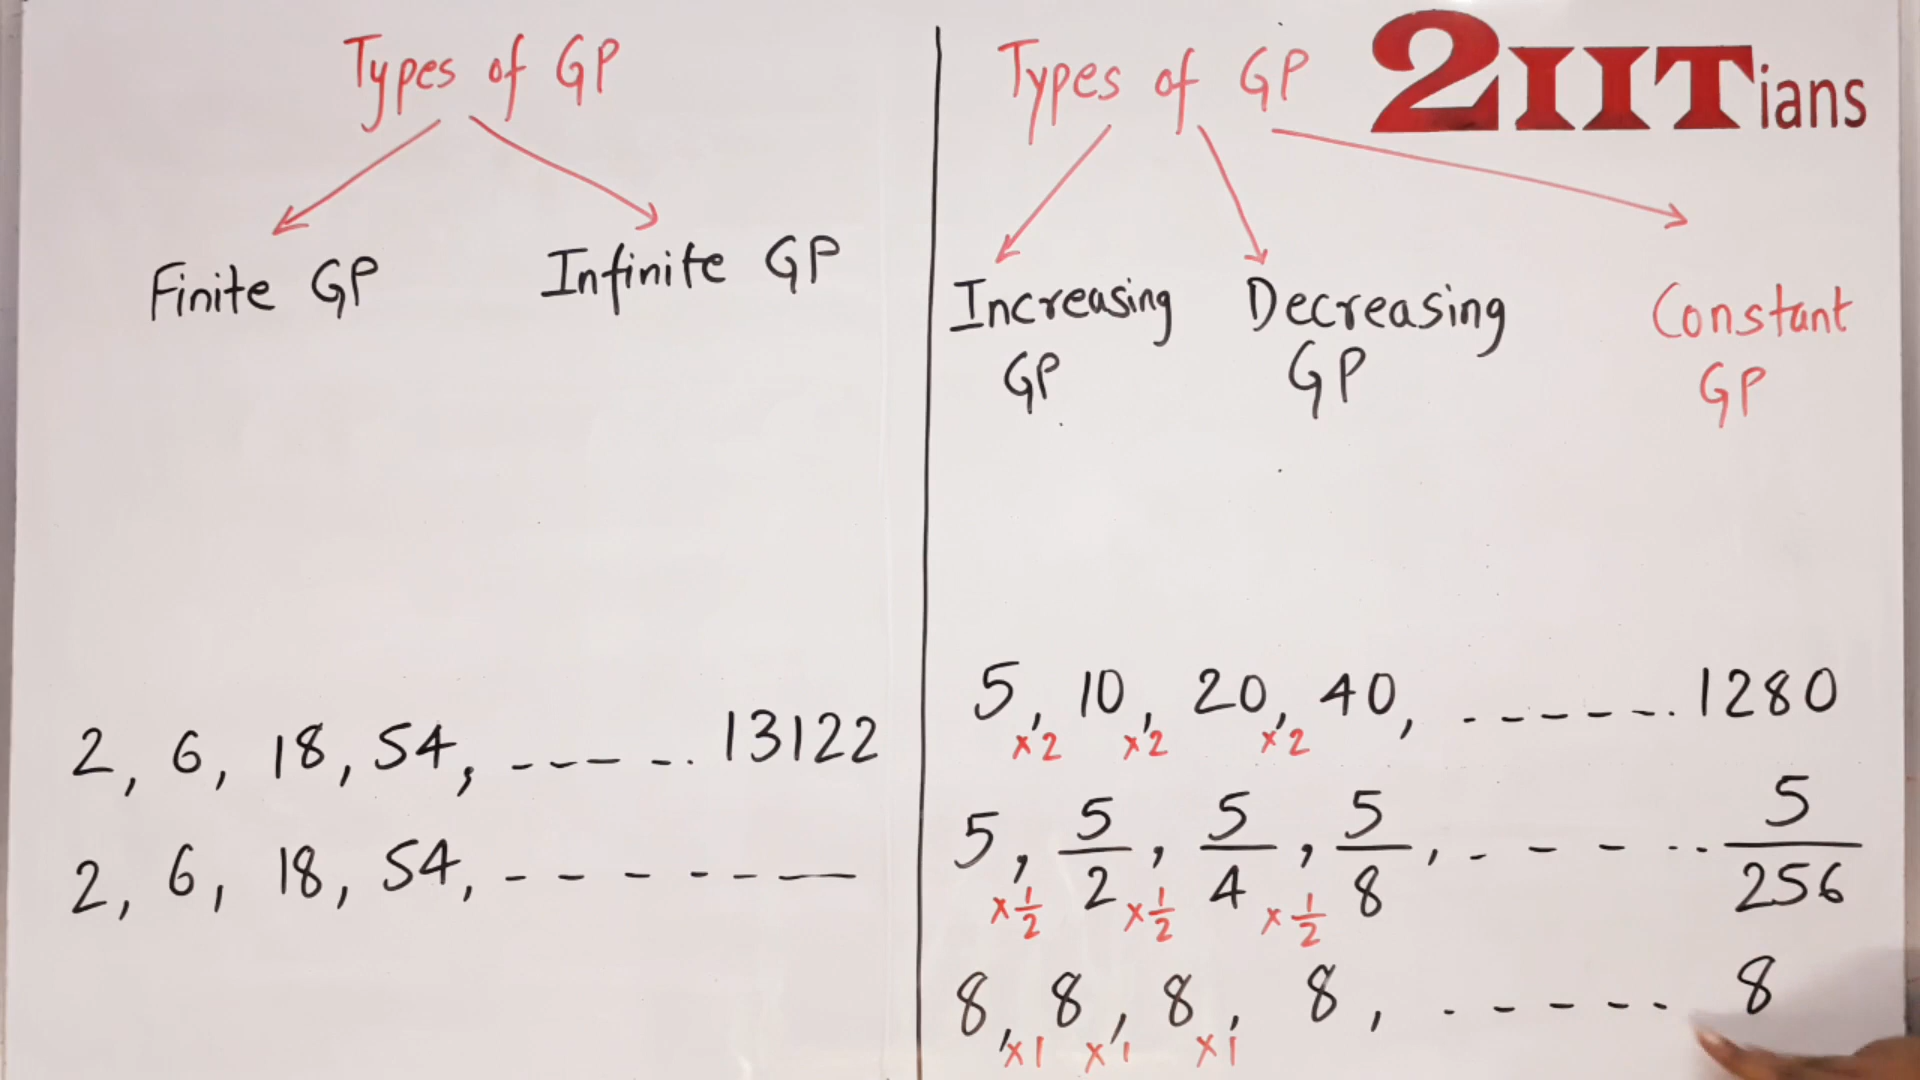 Types of GP
Finite GP
Infinite GP
2, 6, 18, 54, ------ 13122
2, 6, 18, 54, -------
2IITians
Types of GP
Increasing
GP
Decreasing
GP
Constant
GP
5, 10, 20, 40, ------- 1280
×2 ×2 ×2
5, 5/2, 5/4, 5/8, ------ 5/256
×1/2 ×1/2 ×1/2
8, 8, 8, 8, ------ 8
×1 ×1 ×1